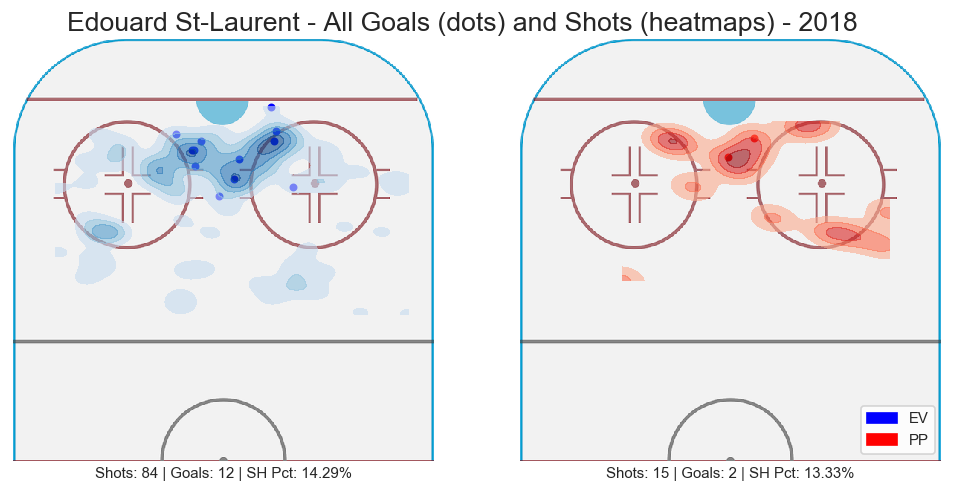 Edouard St-Laurent - All Goals (dots) and Shots (heatmaps) - 2018
EV
PP
Shots: 84 | Goals: 12 | SH Pct: 14.29%
Shots: 15 | Goals: 2 | SH Pct: 13.33%